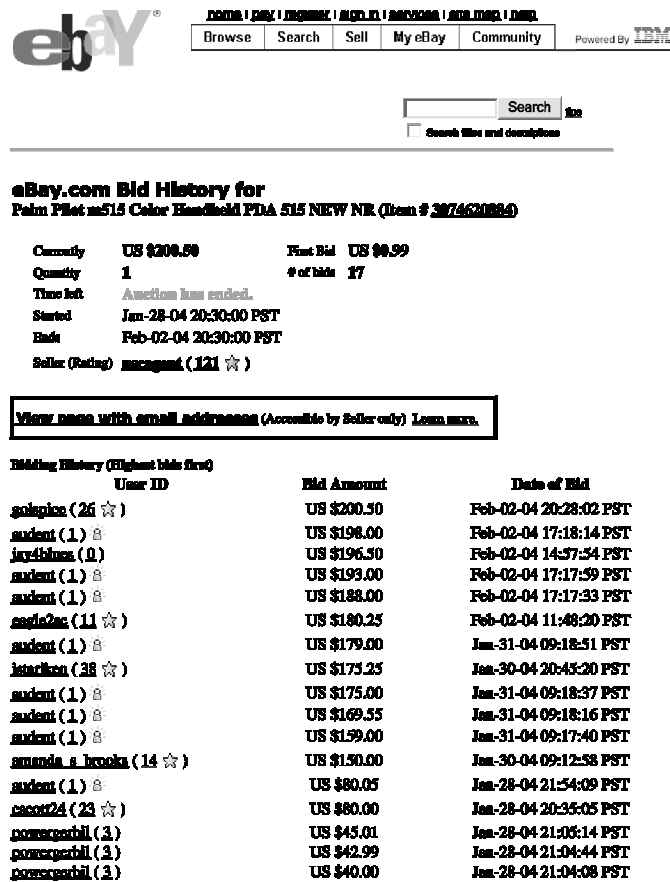 ebaY®
home | pay | register | sign in | services | site map | help
Browse Search Sell My eBay Community Powered By IBM
Search tips
Search titles and descriptions
eBay.com Bid History for
Palm Pilot m515 Color Handheld PDA 515 NEW NR (Item # 3074620884)
Currently US $200.50 First Bid US $0.99
Quantity 1 # of bids 17
Time left Auction has ended.
Started Jan-28-04 20:30:00 PST
Ends Feb-02-04 20:30:00 PST
Seller (Rating) ( 121 )
View page with email addresses (Accessible by Seller only) Learn more.
Bidding History (Highest bids first)
User ID Bid Amount Date of Bid
golspice ( 26 ) US $200.50 Feb-02-04 20:28:02 PST
audent ( 1 ) US $198.00 Feb-02-04 17:18:14 PST
jay4blues ( 0 ) US $196.50 Feb-02-04 14:57:54 PST
audent ( 1 ) US $193.00 Feb-02-04 17:17:59 PST
audent ( 1 ) US $188.00 Feb-02-04 17:17:33 PST
eagle2ac ( 11 ) US $180.25 Feb-02-04 11:48:20 PST
audent ( 1 ) US $179.00 Jan-31-04 09:18:51 PST
( 38 ) US $175.25 Jan-30-04 20:45:20 PST
audent ( 1 ) US $175.00 Jan-31-04 09:18:37 PST
audent ( 1 ) US $169.55 Jan-31-04 09:18:16 PST
audent ( 1 ) US $159.00 Jan-31-04 09:17:40 PST
amanda_s_brooks ( 14 ) US $150.00 Jan-30-04 09:12:58 PST
audent ( 1 ) US $80.05 Jan-28-04 21:54:09 PST
cscott24 ( 23 ) US $80.00 Jan-28-04 20:35:05 PST
powergerbil ( 3 ) US $45.01 Jan-28-04 21:05:14 PST
powergerbil ( 3 ) US $42.99 Jan-28-04 21:04:44 PST
powergerbil ( 3 ) US $40.00 Jan-28-04 21:04:08 PST